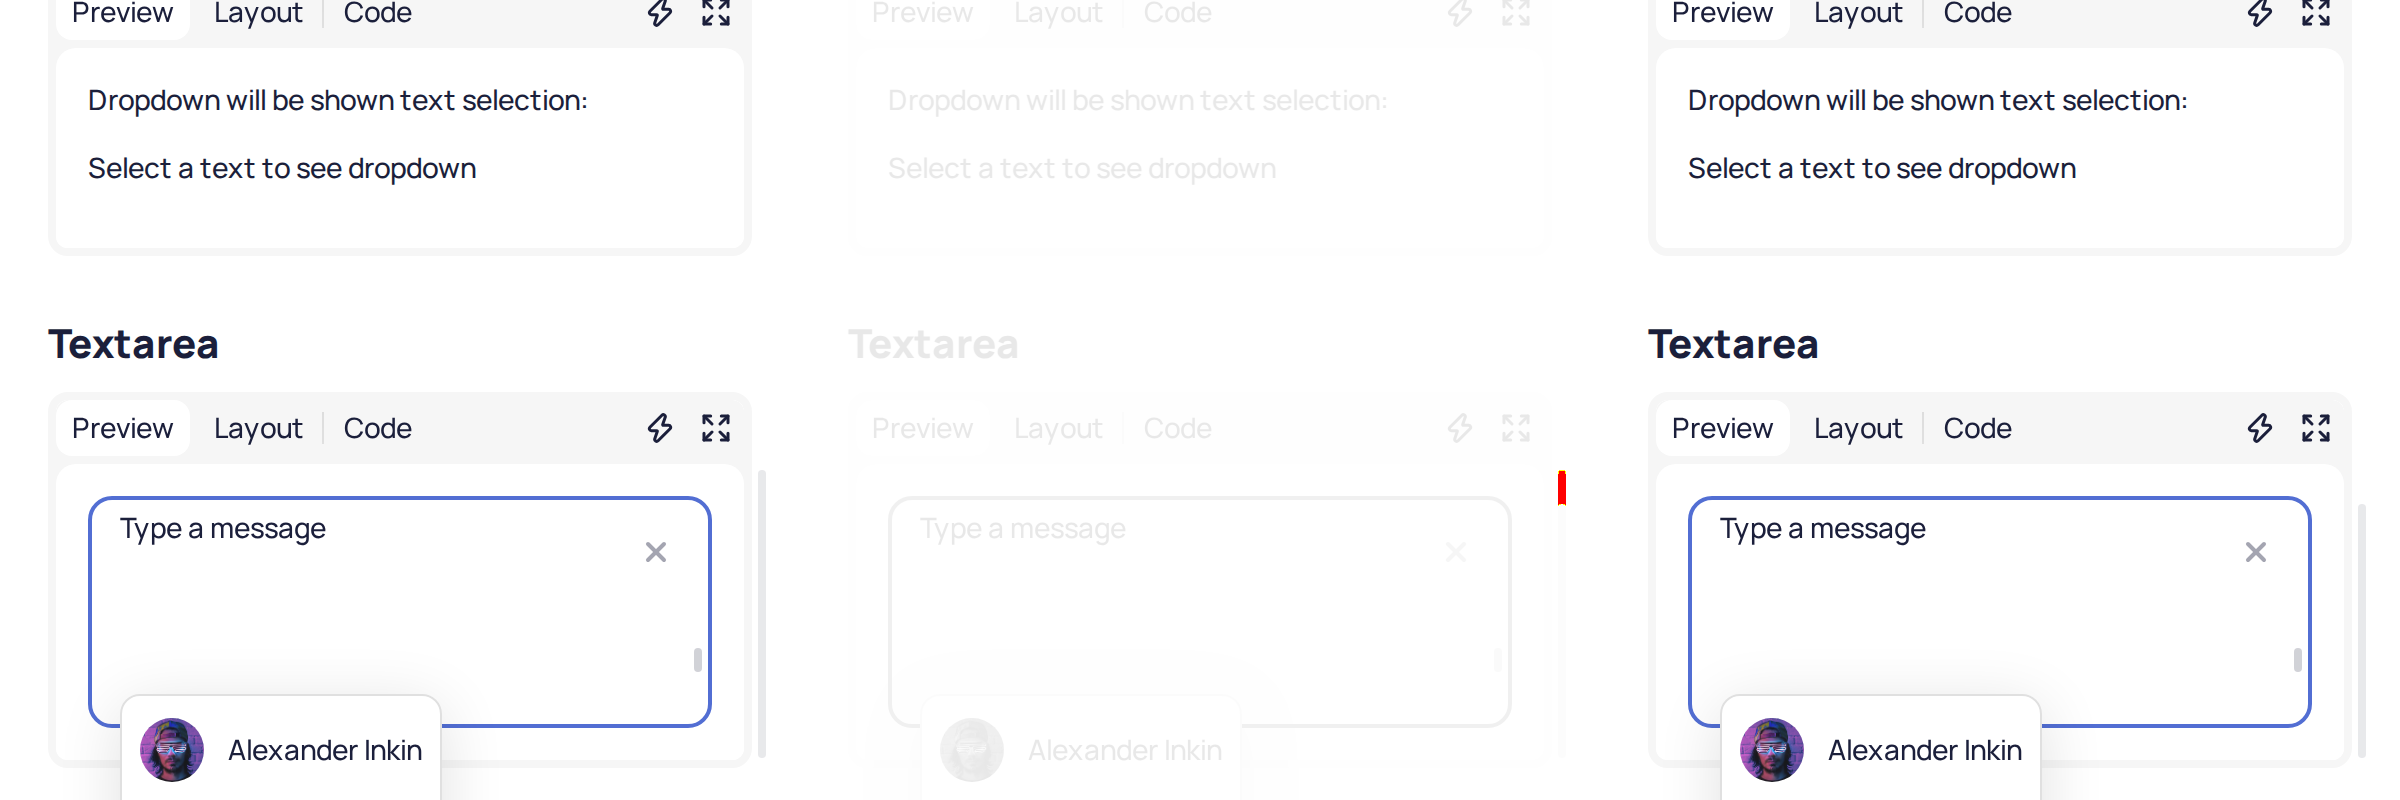 Preview Layout Code
Dropdown will be shown text selection:
Select a text to see dropdown
Textarea
Preview Layout Code
Type a message
Alexander Inkin
Preview Layout Code
Dropdown will be shown text selection:
Select a text to see dropdown
Textarea
Preview Layout Code
Type a message
Alexander Inkin
Preview Layout Code
Dropdown will be shown text selection:
Select a text to see dropdown
Textarea
Preview Layout Code
Type a message
Alexander Inkin